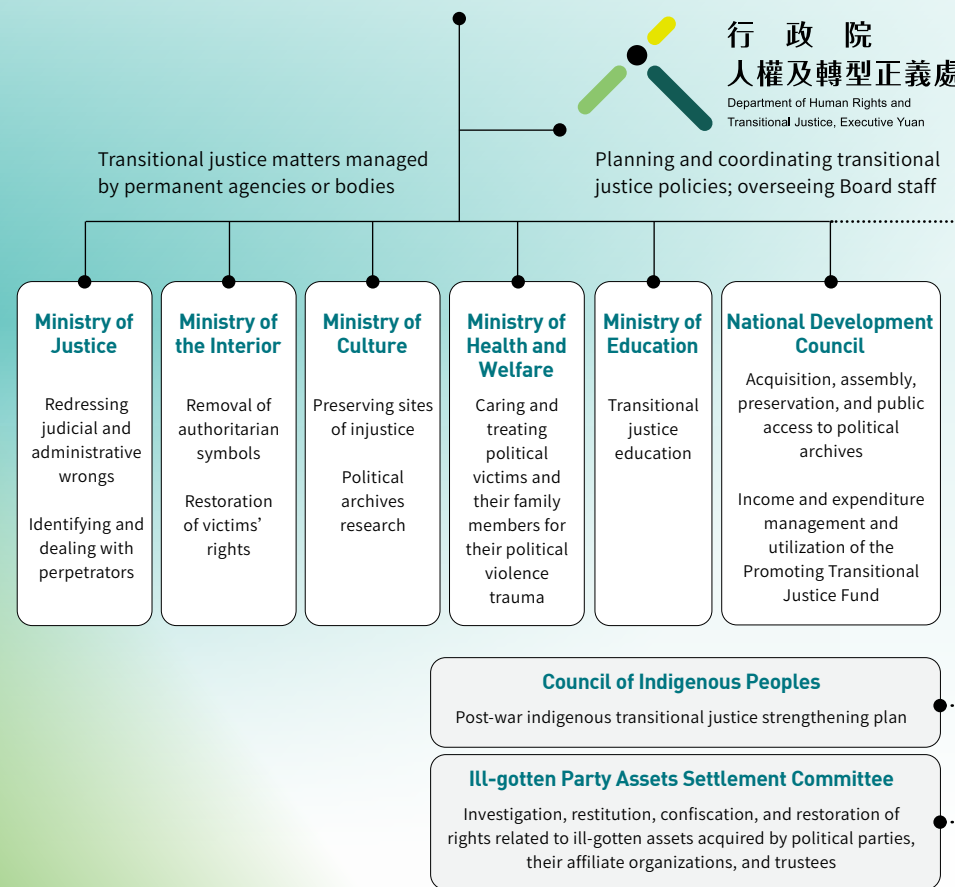 行政院
人權及轉型正義處
Department of Human Rights and
Transitional Justice, Executive Yuan
Transitional justice matters managed
by permanent agencies or bodies
Planning and coordinating transitional
justice policies; overseeing Board staff
Ministry of
Justice
Redressing
judicial and
administrative
wrongs
Identifying and
dealing with
perpetrators
Ministry of
the Interior
Removal of
authoritarian
symbols
Restoration
of victims’
rights
Ministry of
Culture
Preserving sites
of injustice
Political
archives
research
Ministry of
Health and
Welfare
Caring and
treating
political
victims and
their family
members for
their political
violence
trauma
Ministry of
Education
Transitional
justice
education
National Development
Council
Acquisition, assembly,
preservation, and public
access to political
archives
Income and expenditure
management and
utilization of the
Promoting Transitional
Justice Fund
Council of Indigenous Peoples
Post-war indigenous transitional justice strengthening plan
Ill-gotten Party Assets Settlement Committee
Investigation, restitution, confiscation, and restoration of
rights related to ill-gotten assets acquired by political parties,
their affiliate organizations, and trustees